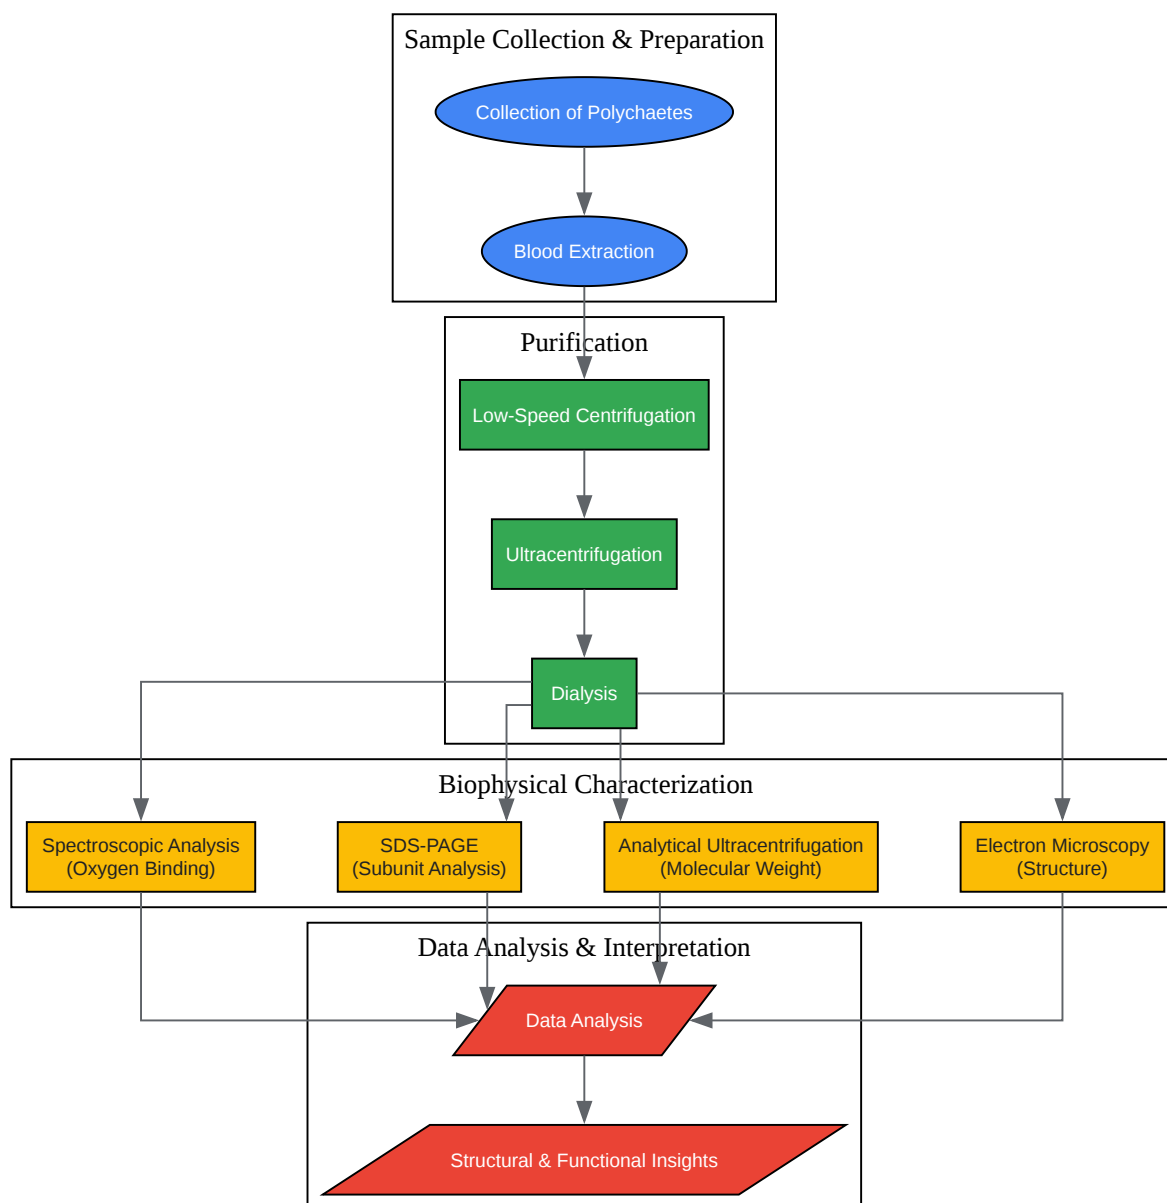 Sample Collection & Preparation
Collection of Polychaetes
Blood Extraction
Purification
Low-Speed Centrifugation
Ultracentrifugation
Dialysis
Biophysical Characterization
Spectroscopic Analysis
(Oxygen Binding)
SDS-PAGE
(Subunit Analysis)
Analytical Ultracentrifugation
(Molecular Weight)
Electron Microscopy
(Structure)
Data Analysis & Interpretation
Data Analysis
Structural & Functional Insights